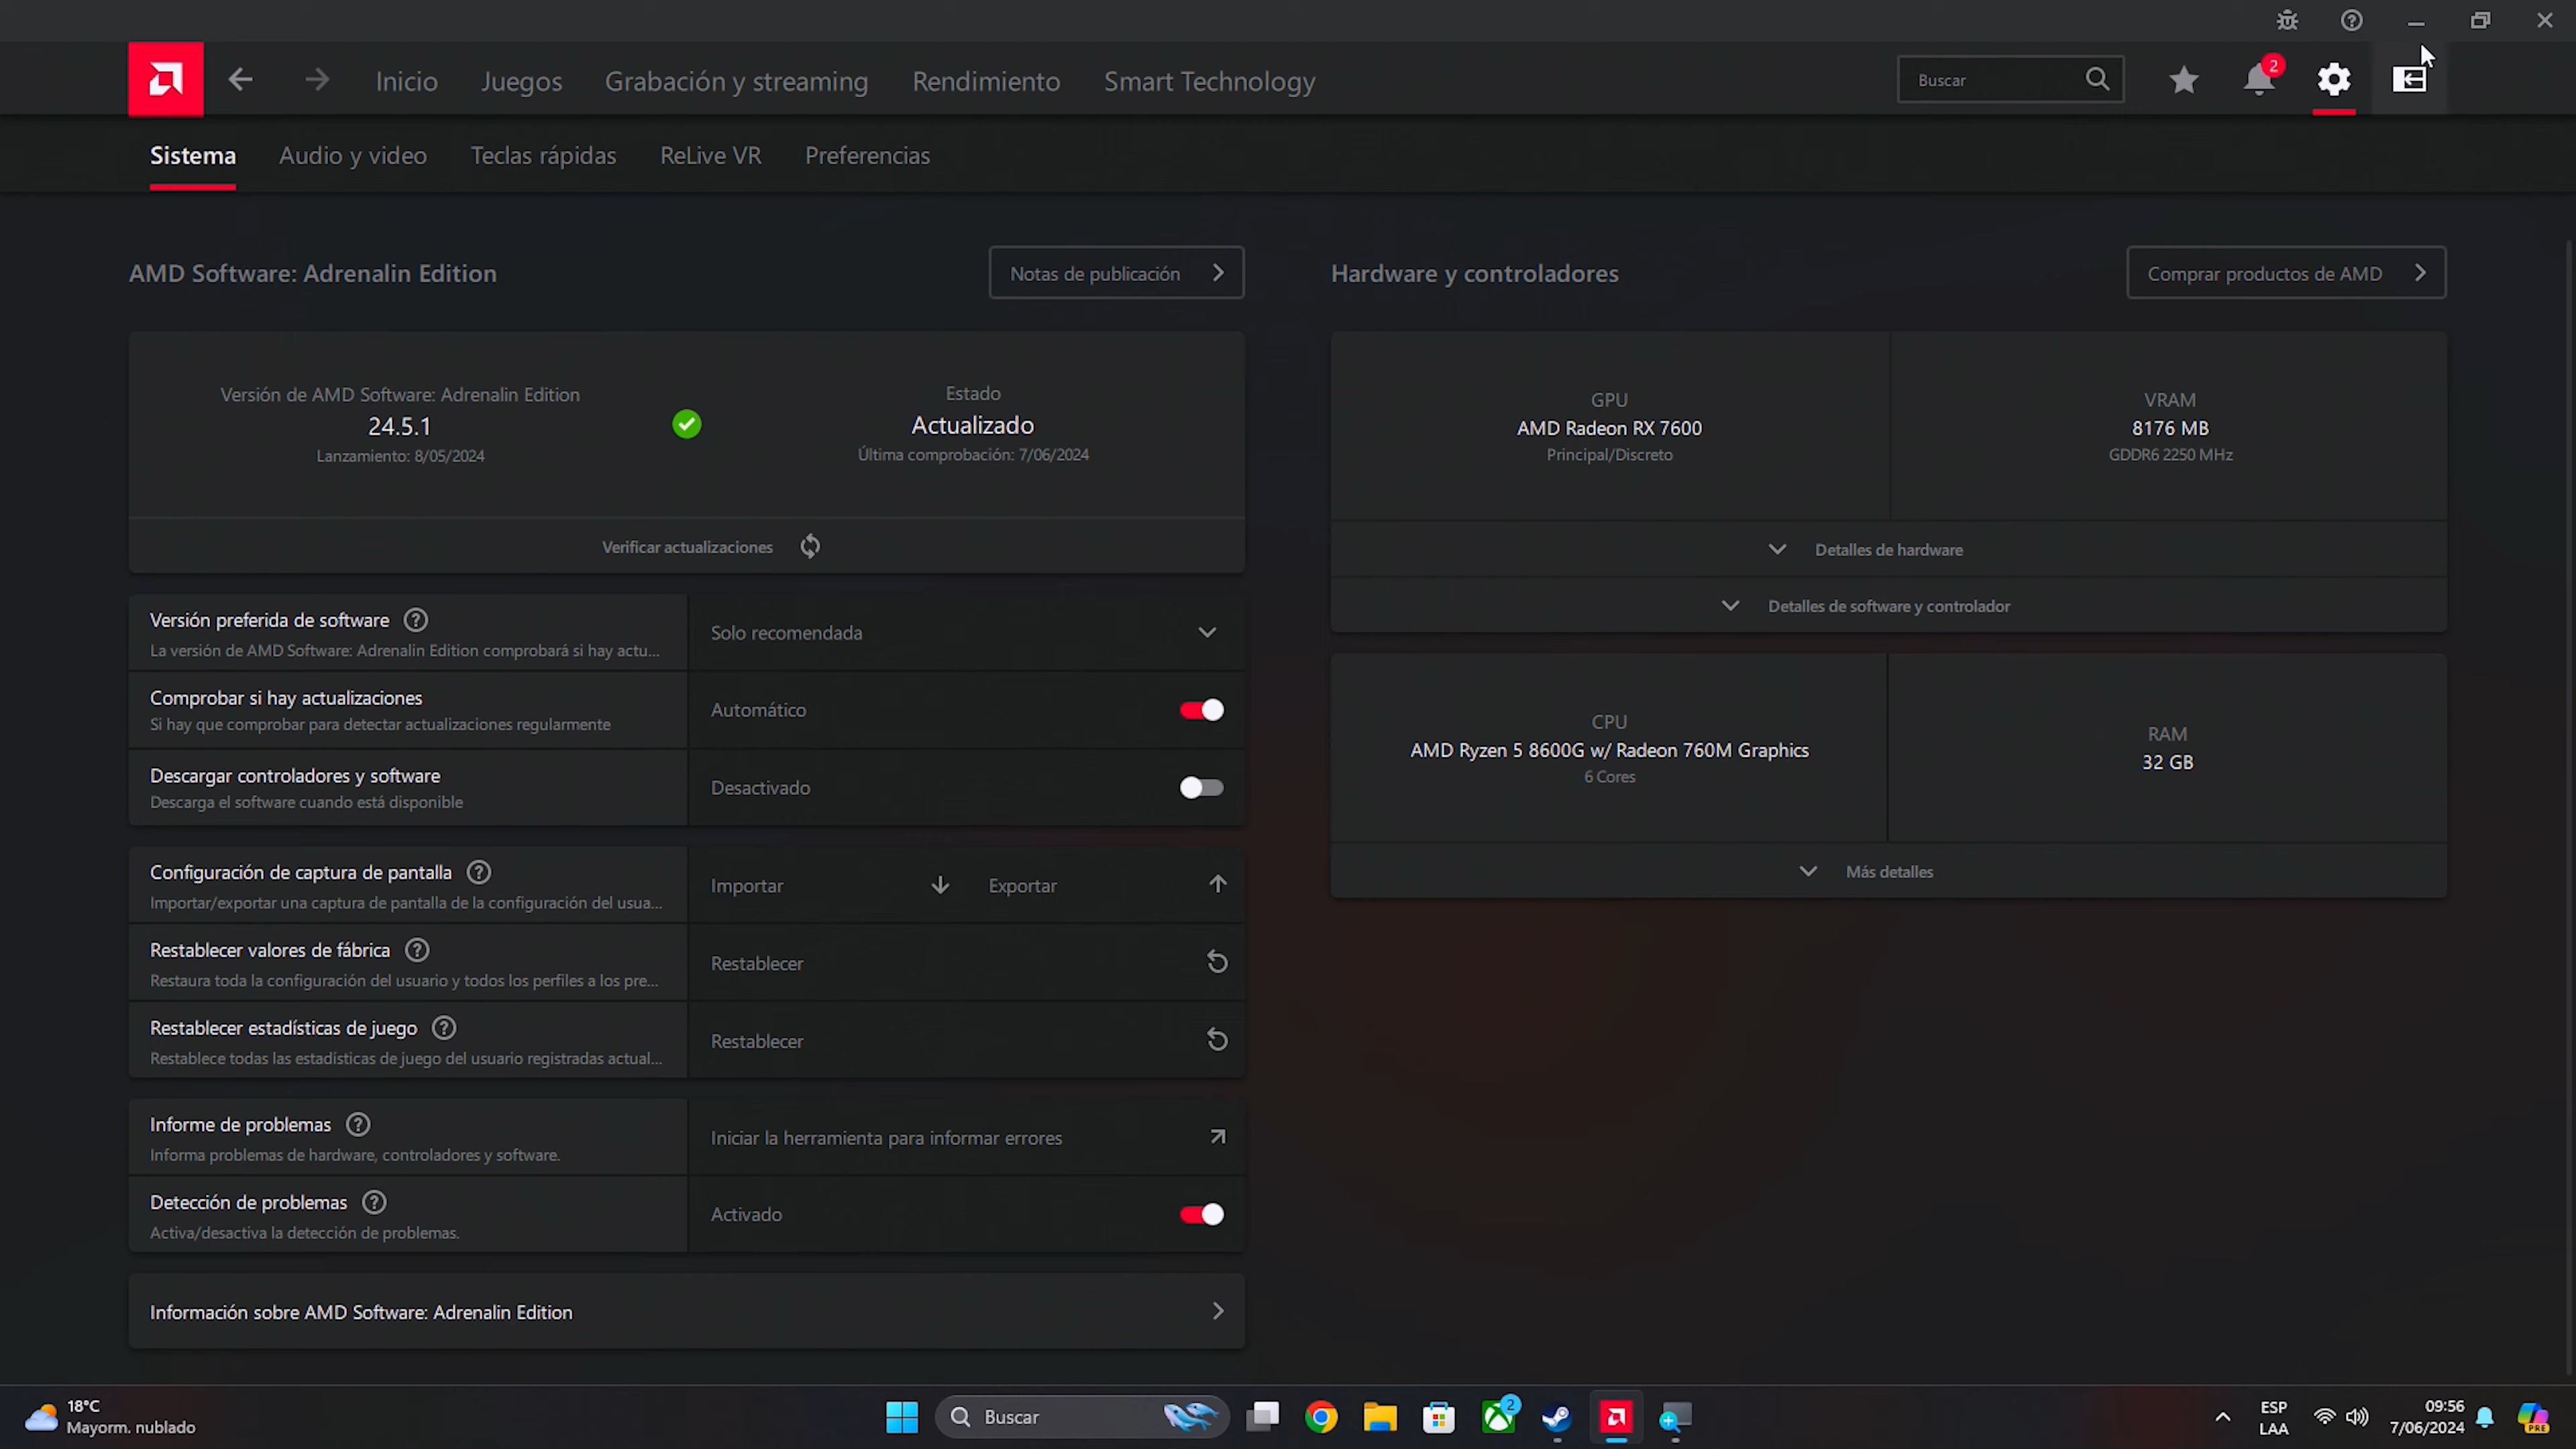 Inicio
Juegos
Grabación y streaming
Rendimiento
Smart Technology
Buscar
2
Sistema
Audio y video
Teclas rápidas
ReLive VR
Preferencias
AMD Software: Adrenalin Edition
Notas de publicación
Versión de AMD Software: Adrenalin Edition
24.5.1
Lanzamiento: 8/05/2024
Estado
Actualizado
Última comprobación: 7/06/2024
Verificar actualizaciones
Versión preferida de software
La versión de AMD Software: Adrenalin Edition comprobará si hay actu...
Solo recomendada
Comprobar si hay actualizaciones
Si hay que comprobar para detectar actualizaciones regularmente
Automático
Descargar controladores y software
Descarga el software cuando está disponible
Desactivado
Configuración de captura de pantalla
Importar/exportar una captura de pantalla de la configuración del usua...
Importar
Exportar
Restablecer valores de fábrica
Restaura toda la configuración del usuario y todos los perfiles a los pre...
Restablecer
Restablecer estadísticas de juego
Restablece todas las estadísticas de juego del usuario registradas actual...
Restablecer
Informe de problemas
Informa problemas de hardware, controladores y software.
Iniciar la herramienta para informar errores
Detección de problemas
Activa/desactiva la detección de problemas.
Activado
Información sobre AMD Software: Adrenalin Edition
Hardware y controladores
Comprar productos de AMD
GPU
AMD Radeon RX 7600
Principal/Discreto
VRAM
8176 MB
GDDR6 2250 MHz
Detalles de hardware
Detalles de software y controlador
CPU
AMD Ryzen 5 8600G w/ Radeon 760M Graphics
6 Cores
RAM
32 GB
Más detalles
18°C
Mayorm. nublado
Buscar
2
ESP
LAA
09:56
7/06/2024
PRE